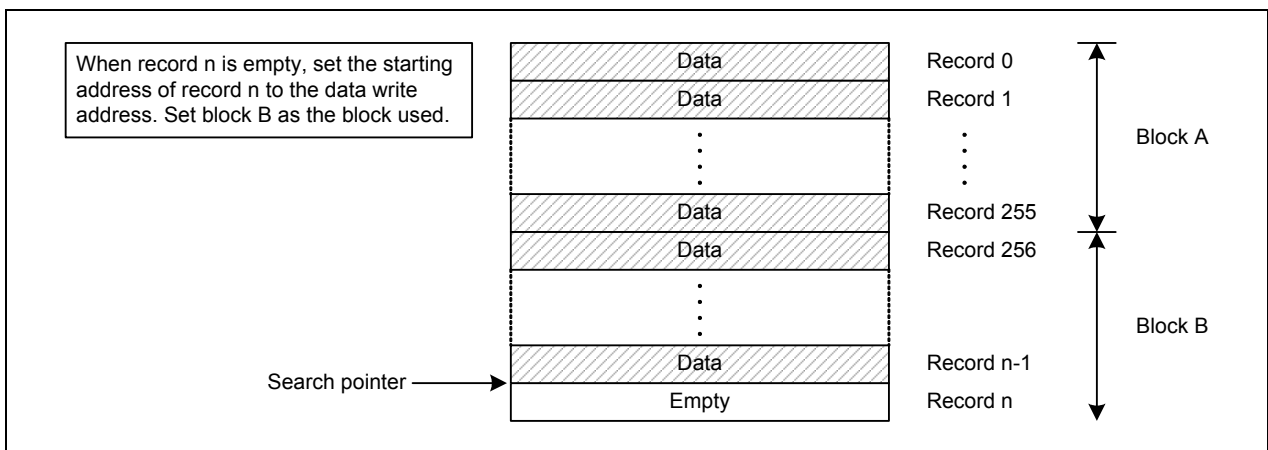 When record n is empty, set the starting
address of record n to the data write
address. Set block B as the block used.
Data Record 0
Data Record 1
Block A
Data Record 255
Data Record 256
Block B
Data Record n-1
Search pointer
Empty Record n